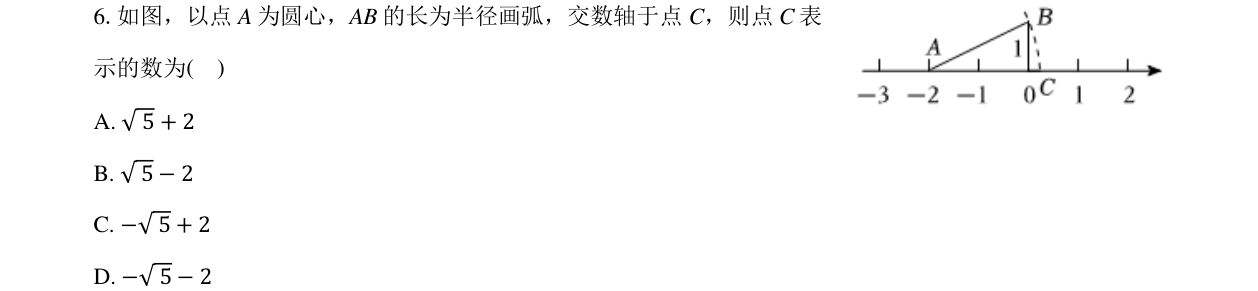 6. 如图，以点 A 为圆心，AB 的长为半径画弧，交数轴于点 C，则点 C 表
示的数为(　)
A. √5 + 2
B. √5 − 2
C. −√5 + 2
D. −√5 − 2
B
A 1
−3 −2 −1 0 C 1 2